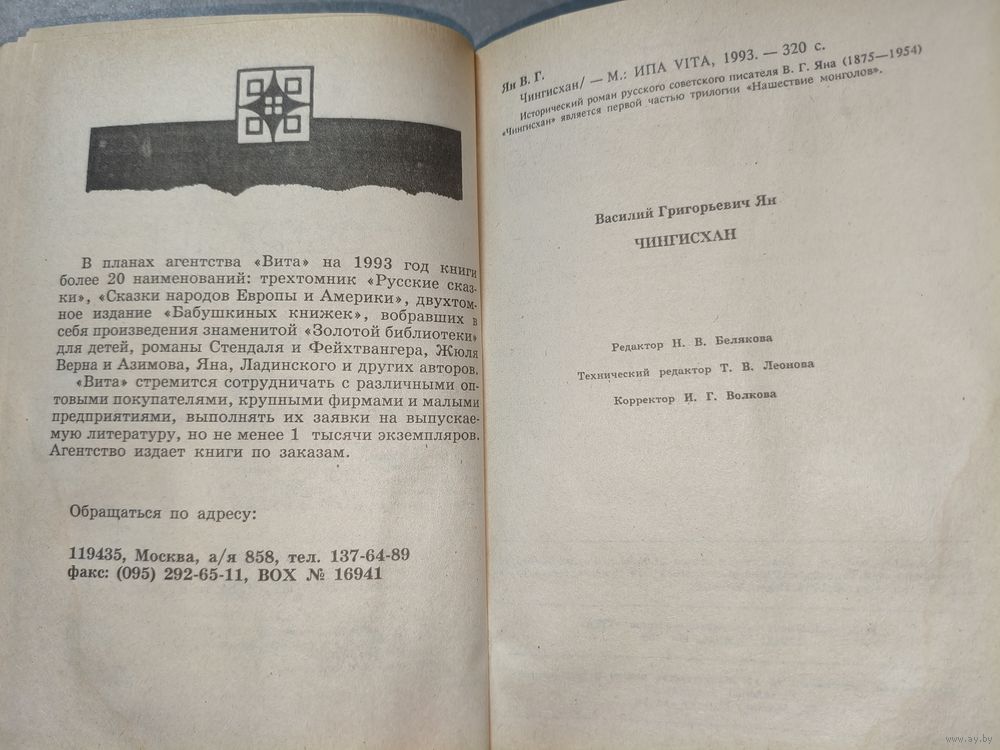 В планах агентства «Вита» на 1993 год книги
более 20 наименований: трехтомник «Русские сказ-
ки», «Сказки народов Европы и Америки», двухтом-
ное издание «Бабушкиных книжек», вобравших в
себя произведения знаменитой «Золотой библиотеки»
для детей, романы Стендаля и Фейхтвангера, Жюля
Верна и Азимова, Яна, Ладинского и других авторов.
«Вита» стремится сотрудничать с различными оп-
товыми покупателями, крупными фирмами и малыми
предприятиями, выполнять их заявки на выпускае-
мую литературу, но не менее 1 тысячи экземпляров.
Агентство издает книги по заказам.
Обращаться по адресу:
119435, Москва, а/я 858, тел. 137-64-89
факс: (095) 292-65-11, BOX № 16941
Ян В. Г.
Чингисхан/ — М.: ИПА VITA, 1993. — 320 с.
Исторический роман русского советского писателя В. Г. Яна (1875—1954)
«Чингисхан» является первой частью трилогии «Нашествие монголов».
Василий Григорьевич Ян
ЧИНГИСХАН
Редактор Н. В. Белякова
Технический редактор Т. В. Леонова
Корректор И. Г. Волкова
www.ay.by